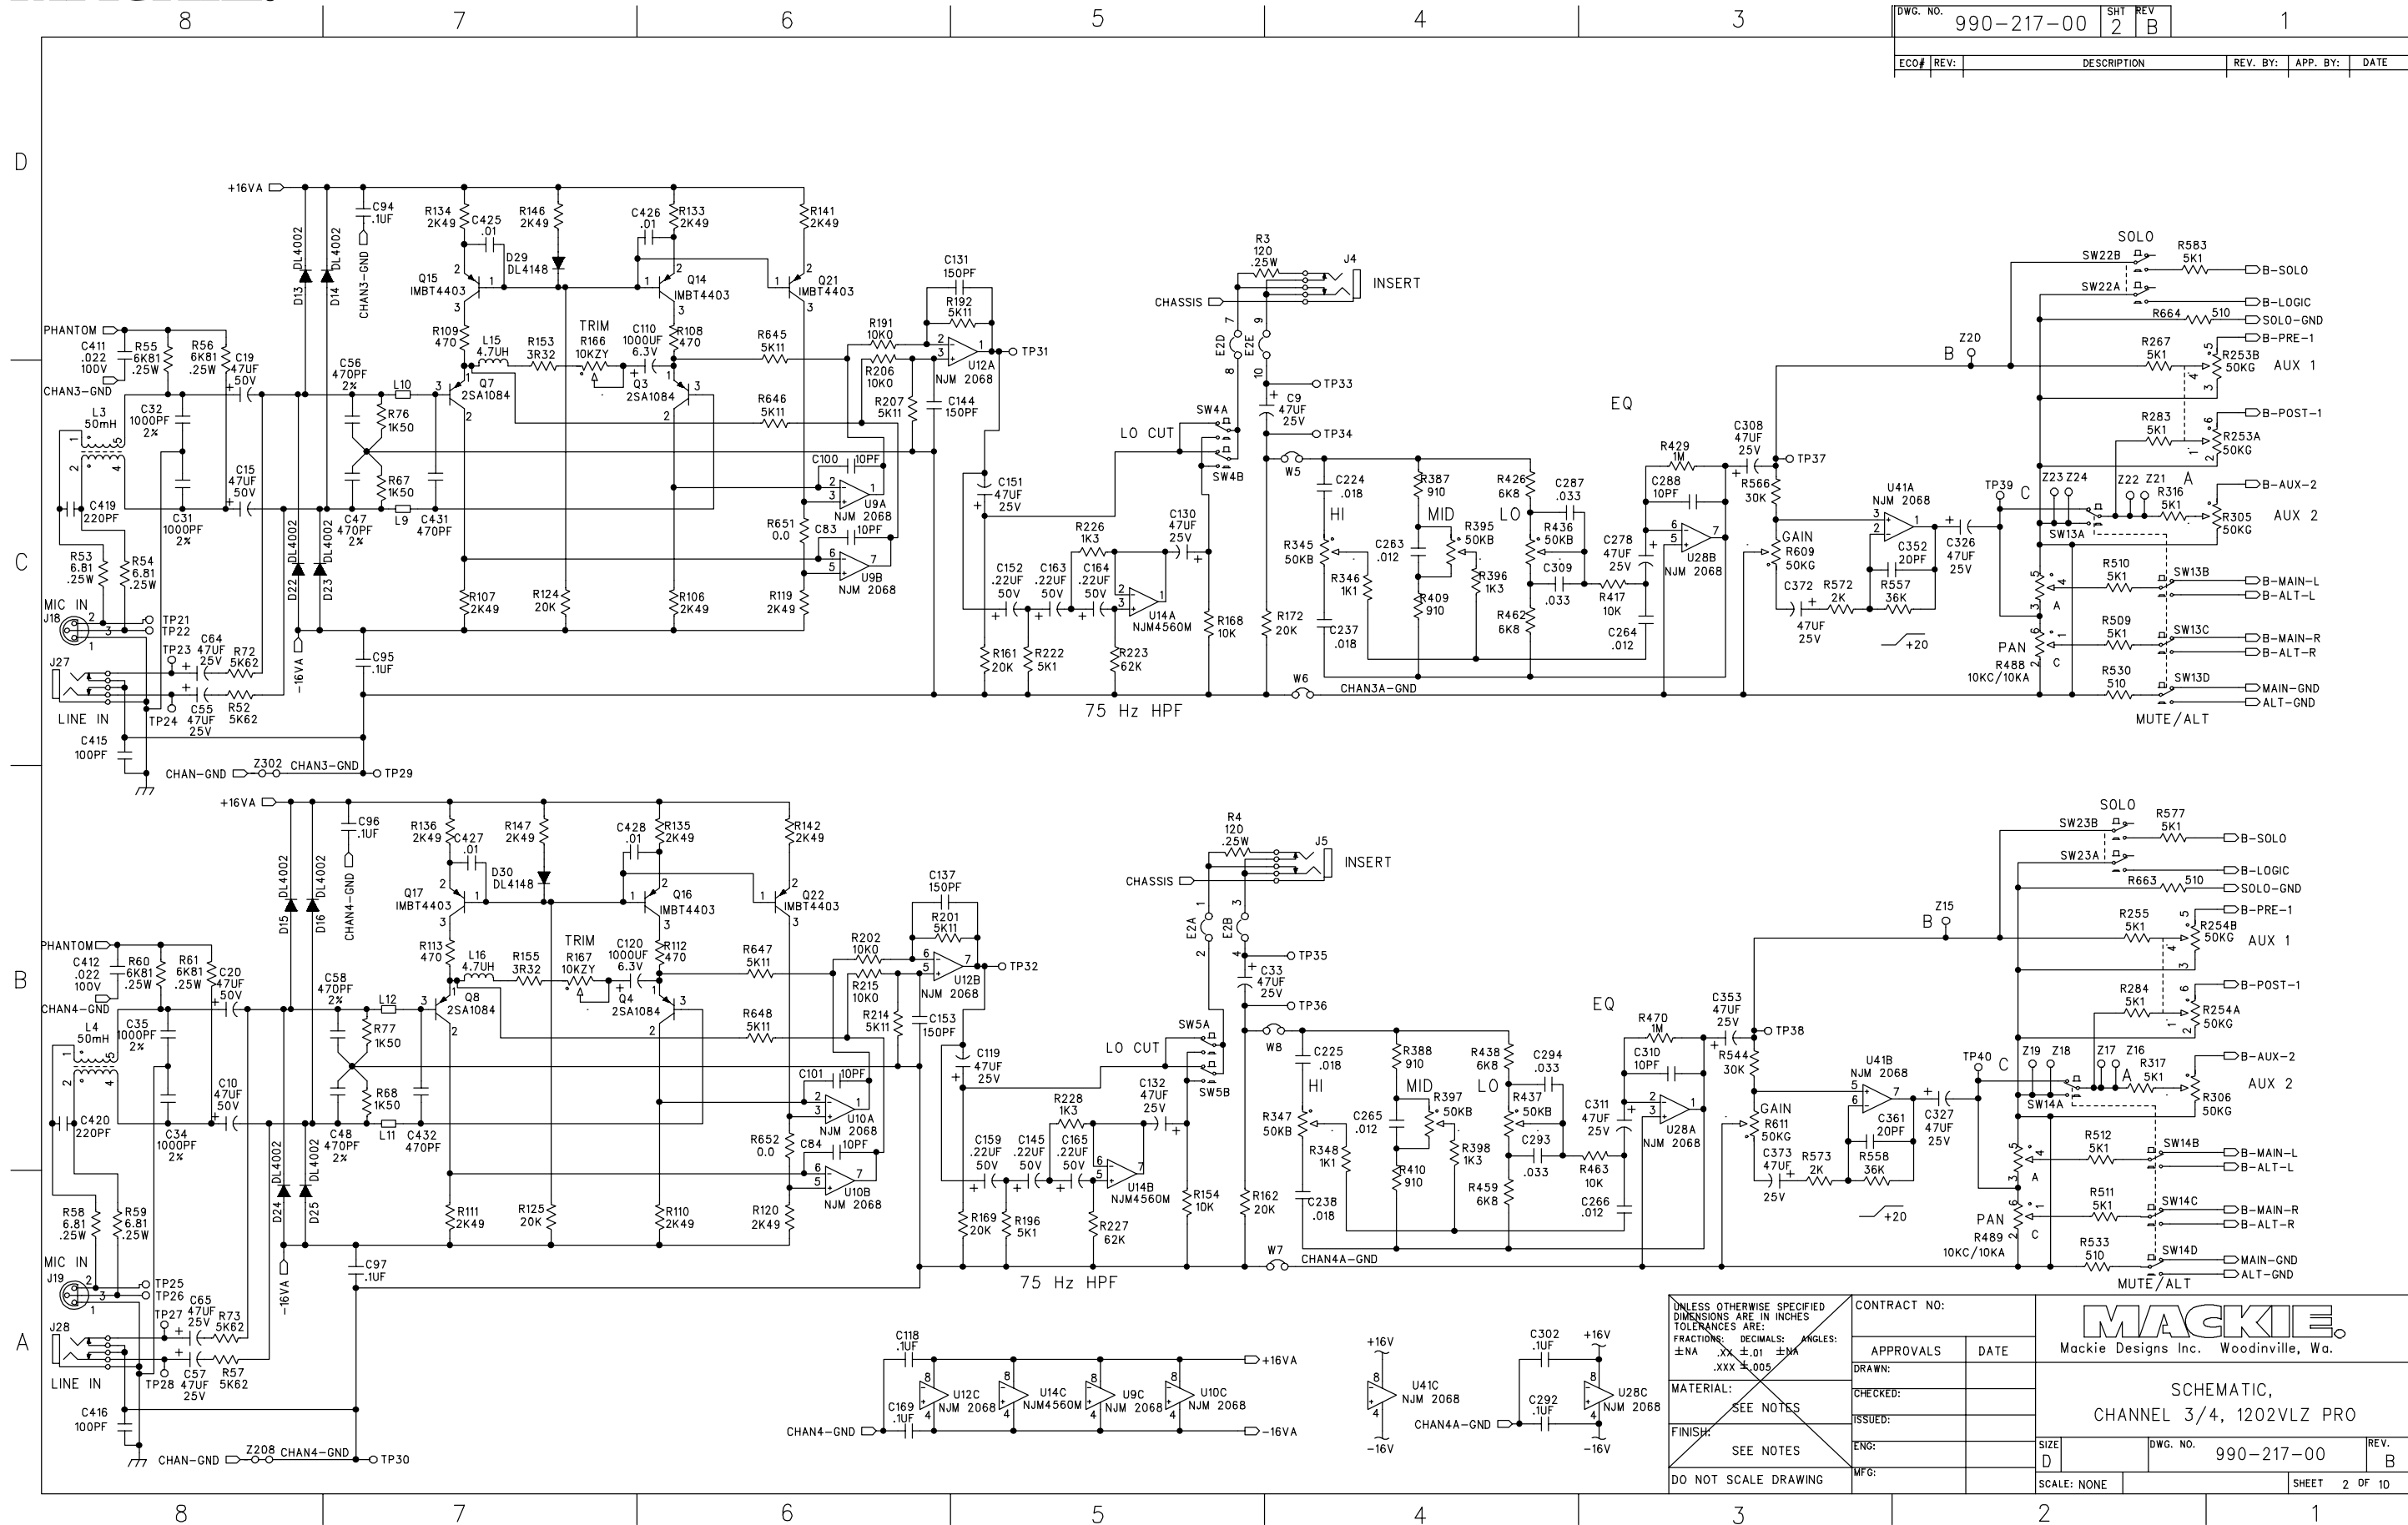 8 7 6 5 4 3 1
DWG. NO. 990-217-00 SHT 2 REV B
ECO# REV: DESCRIPTION REV. BY: APP. BY: DATE
D
+16VA
C94 .1UF
CHAN3-GND
DL4002 D13
DL4002 D14
R134 2K49
C425 .01
R146 2K49
C426 .01
R133 2K49
R141 2K49
D29 DL4148
Q15 IMBT4403
Q14 IMBT4403
Q21 IMBT4403
PHANTOM
C411 .022 100V
R55 6K81 .25W
R56 6K81 .25W
C19 47UF 50V
CHAN3-GND
C56 470PF 2%
R109 470
L15 4.7UH
R153 3R32
TRIM
R166 10KZY
C110 1000UF 6.3V
R108 470
Q7 2SA1084
Q3 2SA1084
R645 5K11
R646 5K11
R191 10K0
R206 10K0
R207 5K11
C131 150PF
R192 5K11
U12A NJM 2068
C144 150PF
TP31
L3 50mH
C32 1000PF 2%
L10
R76 1K50
R67 1K50
L9
C15 47UF 50V
C419 220PF
C31 1000PF 2%
C47 470PF 2%
C431 470PF
C100 10PF
U9A NJM 2068
R651 0.0
C83 10PF
U9B NJM 2068
C
R53 6.81 .25W
R54 6.81 .25W
DL4002 D22
DL4002 D23
R107 2K49
R124 20K
R106 2K49
R119 2K49
MIC IN
J18
TP21
TP22
TP23
C64 47UF 25V
R72 5K62
J27
LINE IN
TP24
C55 47UF 25V
R52 5K62
-16VA
C95 .1UF
C415 100PF
CHAN-GND Z302 CHAN3-GND TP29
CHASSIS
R3 120 .25W
J4 INSERT
E2D
E2E
TP33
C9 47UF 25V
TP34
SW4A
LO CUT
SW4B
C151 47UF 25V
R226 1K3
C130 47UF 25V
C152 .22UF 50V
C163 .22UF 50V
C164 .22UF 50V
U14A NJM4560M
R161 20K
R222 5K1
R223 62K
R168 10K
R172 20K
75 Hz HPF
W5
W6 CHAN3A-GND
EQ
C224 .018
HI
R345 50KB
R346 1K1
C237 .018
R387 910
MID
C263 .012
R395 50KB
R396 1K3
R409 910
R426 6K8
C287 .033
LO
R436 50KB
C309 .033
R462 6K8
R417 10K
C264 .012
C278 47UF 25V
R429 1M
C288 10PF
U28B NJM 2068
C308 47UF 25V
TP37
R566 30K
GAIN
R609 50KG
C372 47UF 25V
R572 2K
R557 36K
C352 20PF
U41A NJM 2068
C326 47UF 25V
+20
B Z20
TP39 C
Z23 Z24 Z22 Z21 A
SW13A
R316 5K1
R305 50KG AUX 2
SOLO
SW22B
R583 5K1
B-SOLO
SW22A
B-LOGIC
R664 510
SOLO-GND
B-PRE-1
R267 5K1
R253B 50KG AUX 1
B-POST-1
R283 5K1
R253A 50KG
B-AUX-2
R510 5K1
SW13B
B-MAIN-L
B-ALT-L
R509 5K1
SW13C
B-MAIN-R
B-ALT-R
PAN
R488 10KC/10KA
A
C
R530 510
SW13D
MAIN-GND
ALT-GND
MUTE/ALT
+16VA
C96 .1UF
CHAN4-GND
DL4002 D15
DL4002 D16
R136 2K49
C427 .01
R147 2K49
C428 .01
R135 2K49
R142 2K49
D30 DL4148
Q17 IMBT4403
Q16 IMBT4403
Q22 IMBT4403
B
PHANTOM
C412 .022 100V
R60 6K81 .25W
R61 6K81 .25W
C20 47UF 50V
CHAN4-GND
C58 470PF 2%
R113 470
L16 4.7UH
R155 3R32
TRIM
R167 10KZY
C120 1000UF 6.3V
R112 470
Q8 2SA1084
Q4 2SA1084
R647 5K11
R648 5K11
R202 10K0
R215 10K0
R214 5K11
C137 150PF
R201 5K11
U12B NJM 2068
C153 150PF
TP32
L4 50mH
C35 1000PF 2%
L12
R77 1K50
R68 1K50
L11
C10 47UF 50V
C420 220PF
C34 1000PF 2%
C48 470PF 2%
C432 470PF
C101 10PF
U10A NJM 2068
R652 0.0
C84 10PF
U10B NJM 2068
R58 6.81 .25W
R59 6.81 .25W
DL4002 D24
DL4002 D25
R111 2K49
R125 20K
R110 2K49
R120 2K49
MIC IN
J19
TP25
TP26
TP27
C65 47UF 25V
R73 5K62
J28
LINE IN
TP28
C57 47UF 25V
R57 5K62
-16VA
C97 .1UF
C416 100PF
CHAN-GND Z208 CHAN4-GND TP30
CHASSIS
R4 120 .25W
J5 INSERT
E2A
E2B
TP35
C33 47UF 25V
TP36
SW5A
LO CUT
SW5B
C119 47UF 25V
R228 1K3
C132 47UF 25V
C159 .22UF 50V
C145 .22UF 50V
C165 .22UF 50V
U14B NJM4560M
R169 20K
R196 5K1
R227 62K
R154 10K
R162 20K
75 Hz HPF
W8
W7 CHAN4A-GND
EQ
C225 .018
HI
R347 50KB
R348 1K1
C238 .018
R388 910
MID
C265 .012
R397 50KB
R398 1K3
R410 910
R438 6K8
C294 .033
LO
R437 50KB
C293 .033
R459 6K8
R463 10K
C266 .012
C311 47UF 25V
R470 1M
C310 10PF
U28A NJM 2068
C353 47UF 25V
TP38
R544 30K
GAIN
R611 50KG
C373 47UF 25V
R573 2K
R558 36K
C361 20PF
U41B NJM 2068
C327 47UF 25V
+20
B Z15
TP40 C
Z19 Z18 Z17 Z16 A
SW14A
R317 5K1
R306 50KG AUX 2
SOLO
SW23B
R577 5K1
B-SOLO
SW23A
B-LOGIC
R663 510
SOLO-GND
B-PRE-1
R255 5K1
R254B 50KG AUX 1
B-POST-1
R284 5K1
R254A 50KG
B-AUX-2
R512 5K1
SW14B
B-MAIN-L
B-ALT-L
R511 5K1
SW14C
B-MAIN-R
B-ALT-R
PAN
R489 10KC/10KA
A
C
R533 510
SW14D
MAIN-GND
ALT-GND
MUTE/ALT
A
C118 .1UF
C169 .1UF
CHAN4-GND
U12C NJM 2068
U14C NJM4560M
U9C NJM 2068
U10C NJM 2068
+16VA
-16VA
+16V
U41C NJM 2068
-16V
C302 .1UF
C292 .1UF
CHAN4A-GND
+16V
U28C NJM 2068
-16V
UNLESS OTHERWISE SPECIFIED
DIMENSIONS ARE IN INCHES
TOLERANCES ARE:
FRACTIONS: DECIMALS: ANGLES:
±NA .XX ±.01 ±NA
.XXX ±.005
MATERIAL:
SEE NOTES
FINISH:
SEE NOTES
DO NOT SCALE DRAWING
CONTRACT NO:
APPROVALS DATE
DRAWN:
CHECKED:
ISSUED:
ENG:
MFG:
MACKIE.
Mackie Designs Inc. Woodinville, Wa.
SCHEMATIC,
CHANNEL 3/4, 1202VLZ PRO
SIZE D DWG. NO. 990-217-00 REV. B
SCALE: NONE SHEET 2 OF 10
8 7 6 5 4 3 2 1